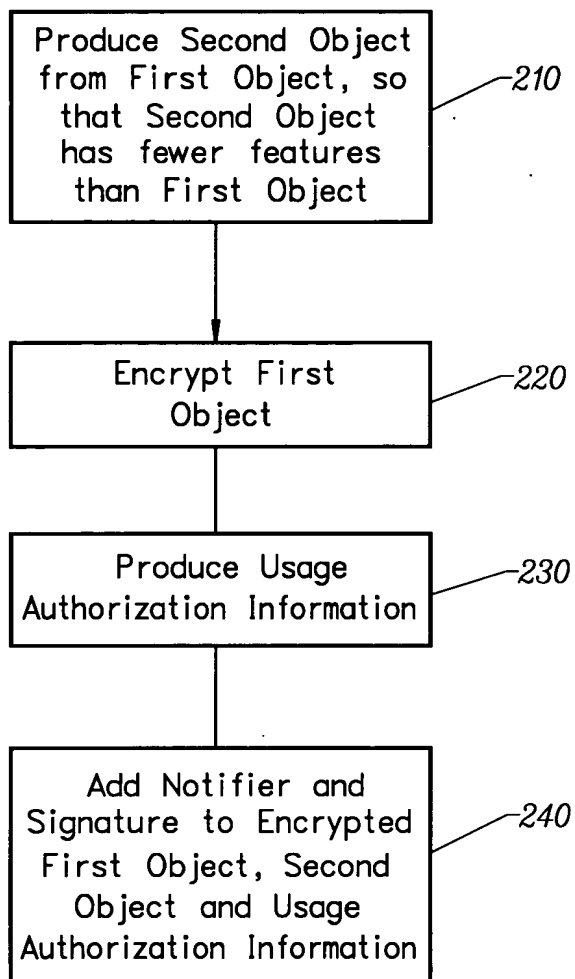 Produce Second Object
from First Object, so
that Second Object
has fewer features
than First Object
210
Encrypt First
Object
220
Produce Usage
Authorization Information
230
Add Notifier and
Signature to Encrypted
First Object, Second
Object and Usage
Authorization Information
240